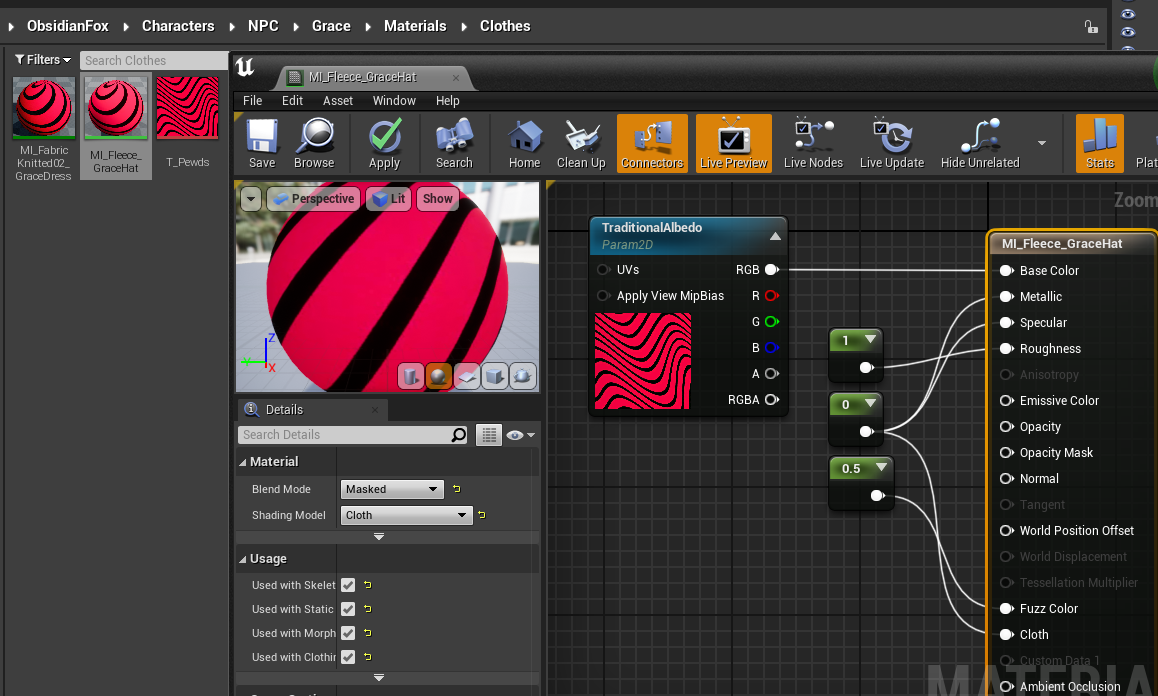 ObsidianFox Characters NPC Grace Materials Clothes
Filters
Search Clothes
MI_Fabric
Knitted02_
GraceDress
MI_Fleece_
GraceHat
T_Pewds
MI_Fleece_GraceHat
File Edit Asset Window Help
Save Browse Apply Search Home Clean Up Connectors Live Preview Live Nodes Live Update Hide Unrelated Stats Plat
Perspective Lit Show
Z
Y
X
Details
Search Details
Material
Blend Mode Masked
Shading Model Cloth
Usage
Used with Skelet
Used with Static
Used with Morph
Used with Clothin
Zoom
TraditionalAlbedo
Param2D
UVs RGB
Apply View MipBias R
G
B
A
RGBA
1
0
0.5
MI_Fleece_GraceHat
Base Color
Metallic
Specular
Roughness
Anisotropy
Emissive Color
Opacity
Opacity Mask
Normal
Tangent
World Position Offset
World Displacement
Tessellation Multiplier
Fuzz Color
Cloth
Custom Data 1
Ambient Occlusion
MATERIA